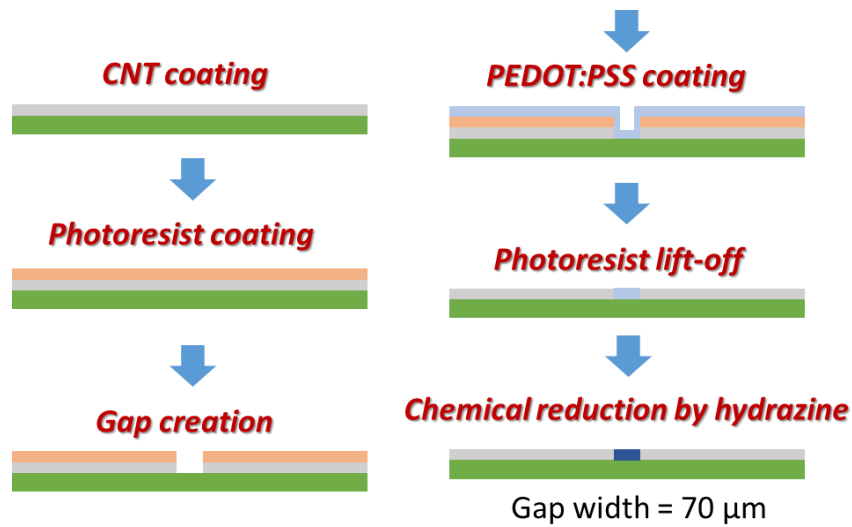 CNT coating
Photoresist coating
Gap creation
PEDOT:PSS coating
Photoresist lift-off
Chemical reduction by hydrazine
Gap width = 70 μm